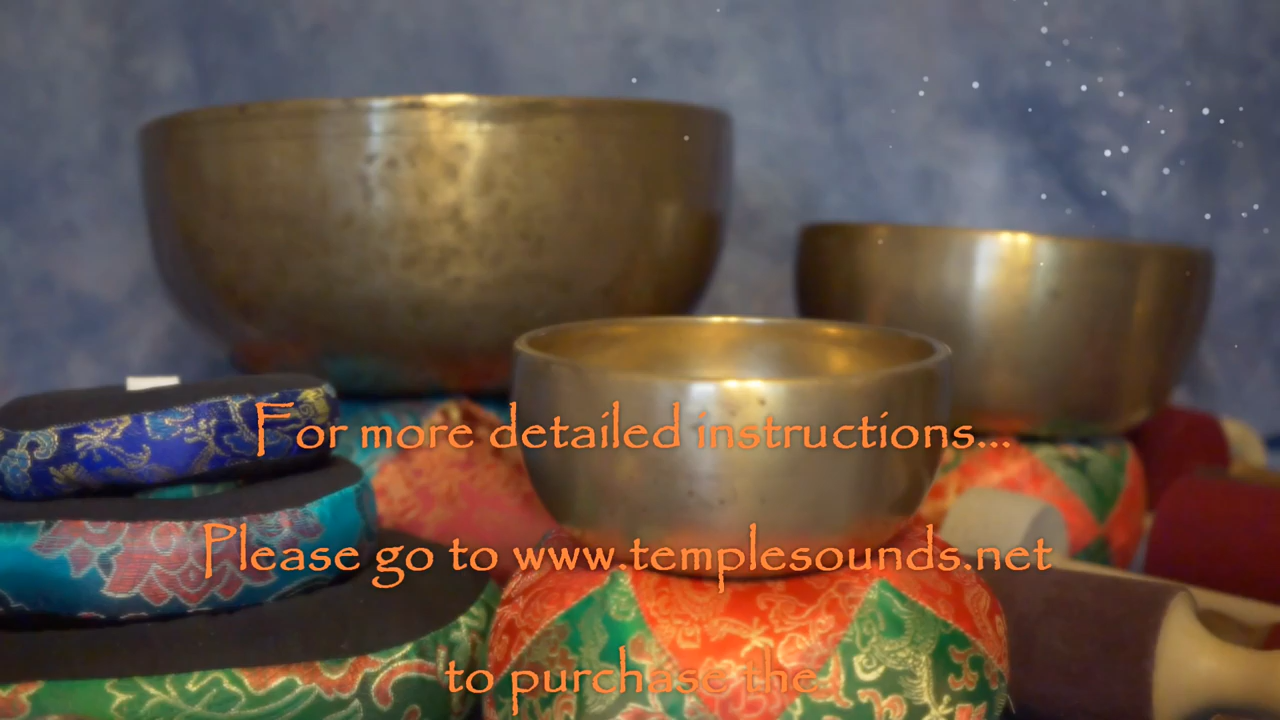 For more detailed instructions...
Please go to www.templesounds.net
to purchase the